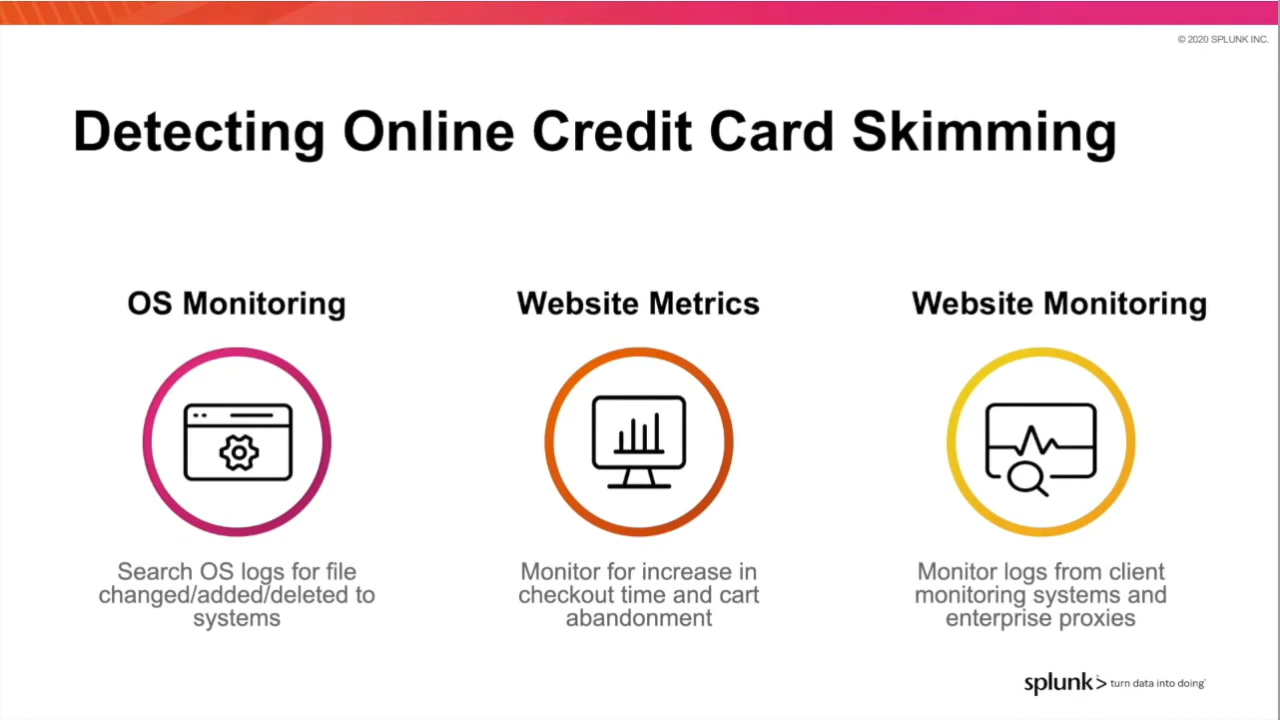 © 2020 SPLUNK INC.
Detecting Online Credit Card Skimming
OS Monitoring
Search OS logs for file
changed/added/deleted to
systems
Website Metrics
Monitor for increase in
checkout time and cart
abandonment
Website Monitoring
Monitor logs from client
monitoring systems and
enterprise proxies
splunk> turn data into doing